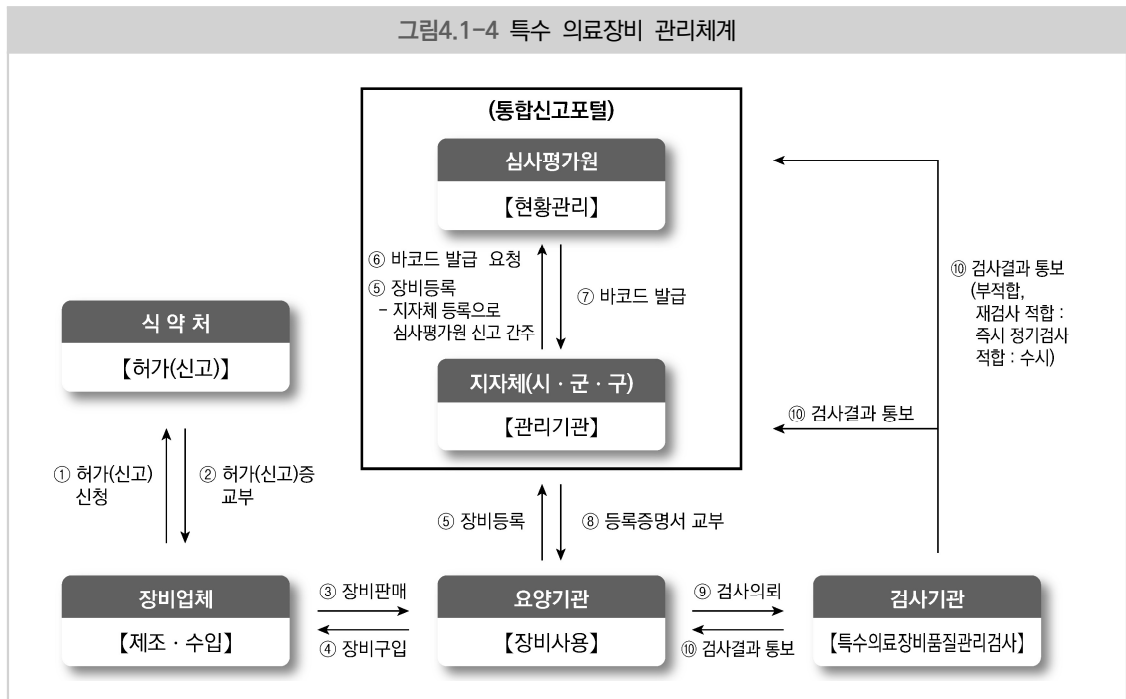 그림4.1-4 특수 의료장비 관리체계
(통합신고포털)
심사평가원
【현황관리】
⑥ 바코드 발급 요청
⑤ 장비등록
- 지자체 등록으로
심사평가원 신고 간주
⑦ 바코드 발급
지자체(시 · 군 · 구)
【관리기관】
식 약 처
【허가(신고)】
① 허가(신고)
신청
② 허가(신고)증
교부
⑤ 장비등록
⑧ 등록증명서 교부
⑩ 검사결과 통보
(부적합,
재검사 적합 :
즉시 정기검사
적합 : 수시)
⑩ 검사결과 통보
장비업체
【제조 · 수입】
③ 장비판매
④ 장비구입
요양기관
【장비사용】
⑨ 검사의뢰
⑩ 검사결과 통보
검사기관
【특수의료장비품질관리검사】